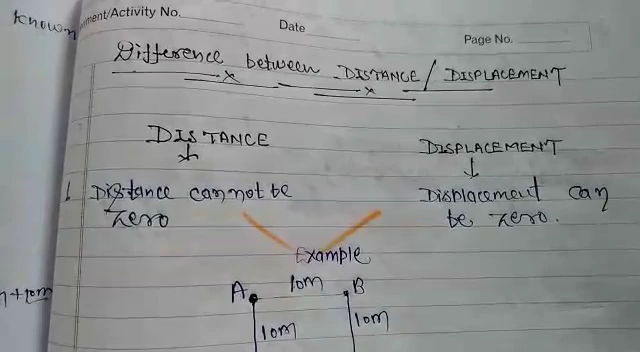 Known
nment/Activity No.
Date
Page No.
Difference between DISTANCE/ DISPLACEMENT
DISTANCE
DISPLACEMENT
1. Distance cannot be
zero
Displacement can
be zero.
Example
A 10m B
10m
10m